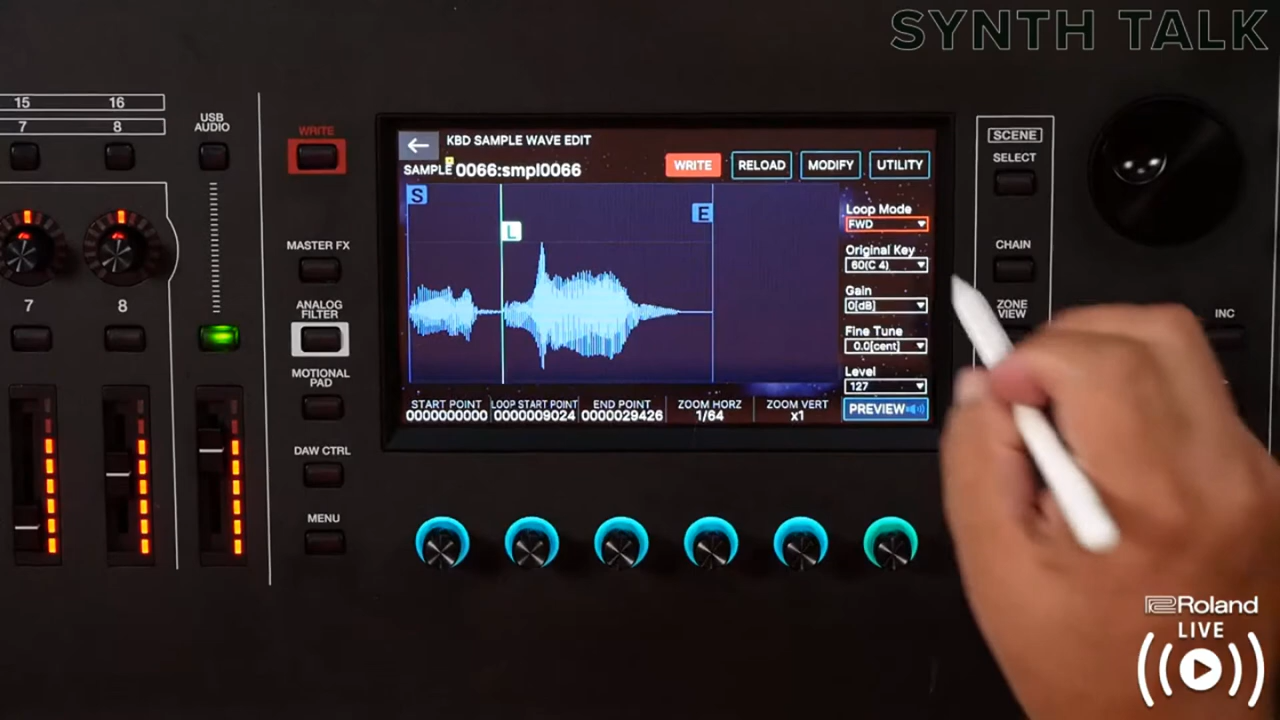 SYNTH TALK
15 16
7 8
USB
AUDIO
7 8
WRITE
MASTER FX
ANALOG
FILTER
MOTIONAL
PAD
DAW CTRL
MENU
KBD SAMPLE WAVE EDIT
SAMPLE 0066:smpl0066
WRITE RELOAD MODIFY UTILITY
S
L
E
Loop Mode
FWD
Original Key
60(C 4)
Gain
0[dB]
Fine Tune
0.0[cent]
Level
127
PREVIEW
START POINT LOOP START POINT END POINT ZOOM HORZ ZOOM VERT
0000000000 0000009024 0000029426 1/64 x1
SCENE
SELECT
CHAIN
ZONE
VIEW
INC
Roland
LIVE